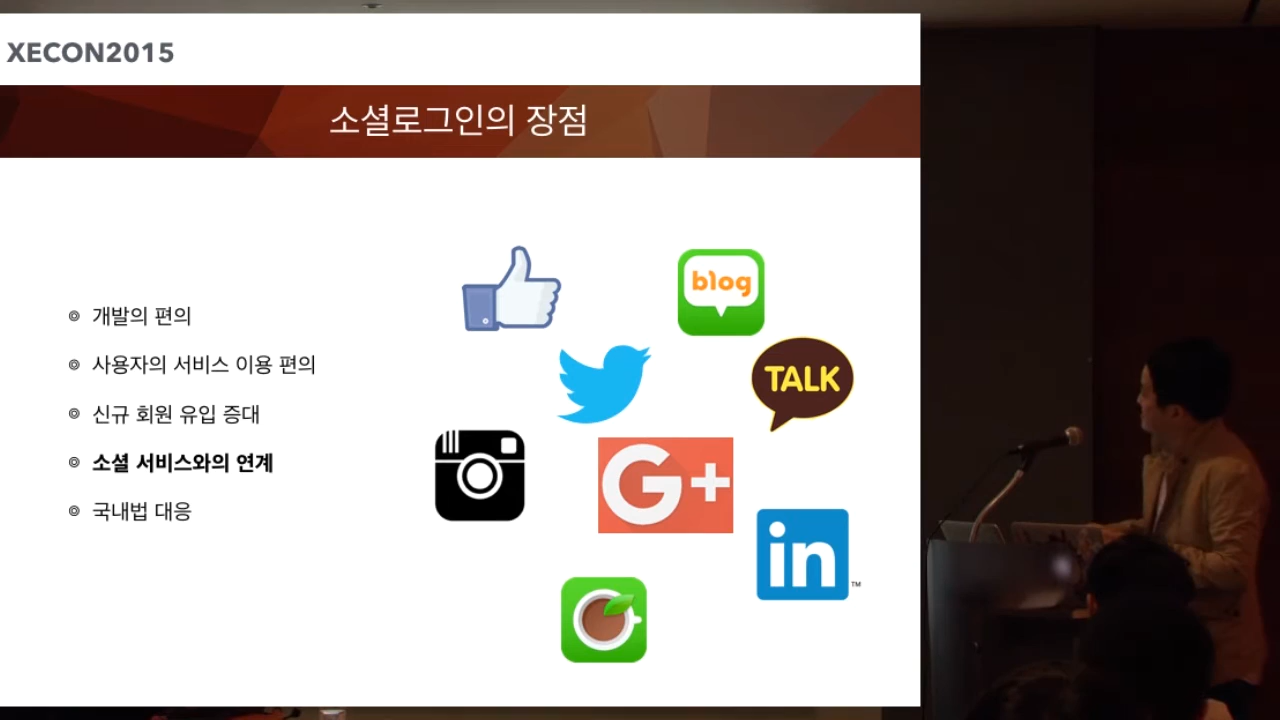 XECON2015
소셜로그인의 장점
개발의 편의
사용자의 서비스 이용 편의
신규 회원 유입 증대
소셜 서비스와의 연계
국내법 대응
blog
TALK
G+
in
TM